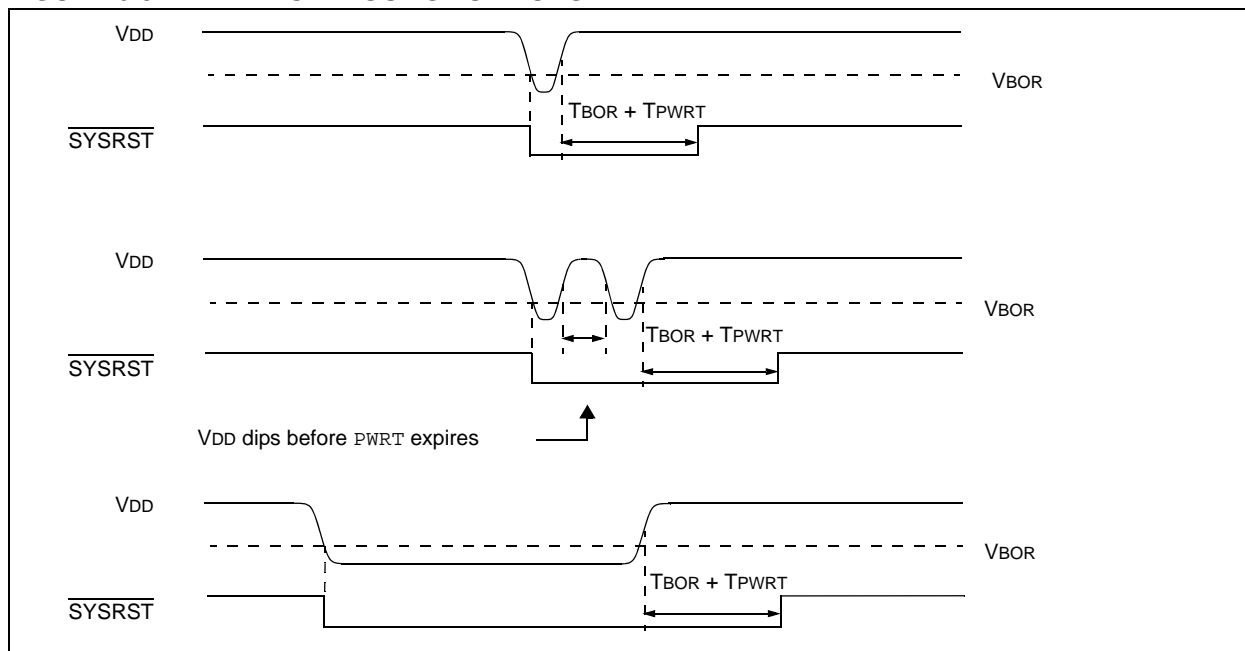 VDD
VBOR
TBOR + TPWRT
SYSRST
VDD
VBOR
TBOR + TPWRT
SYSRST
VDD dips before PWRT expires
VDD
VBOR
TBOR + TPWRT
SYSRST